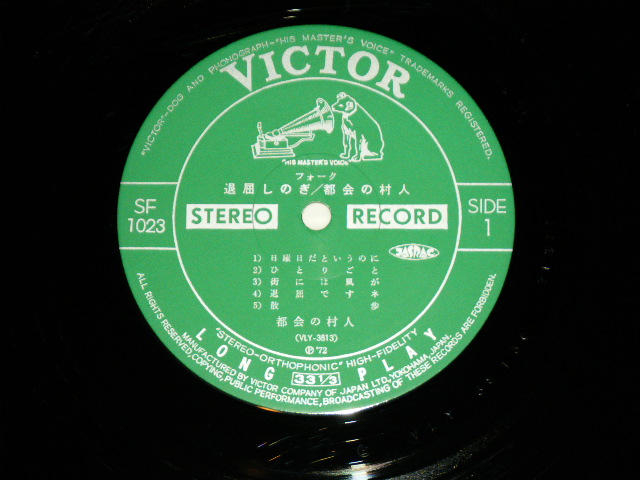 "VICTOR"-DOG AND PHONOGRAPH-"HIS MASTER'S VOICE" TRADEMARKS REGISTERED.
VICTOR
"HIS MASTER'S VOICE"
フォーク
退屈しのぎ/都会の村人
SF
1023
STEREO
RECORD
SIDE
1
JASRAC
1) 日曜日だというのに
2) ひとりごと
3) 街には風が
4) 退屈ですネ
5) 散歩
都会の村人
(VLY-3813)
Ⓟ '72
"STEREO-ORTHOPHONIC" HIGH-FIDELITY
LONG 33 1/3 PLAY
MANUFACTURED BY VICTOR COMPANY OF JAPAN LTD., YOKOHAMA, JAPAN.
ALL RIGHTS RESERVED, COPYING, PUBLIC PERFORMANCE, BROADCASTING OF THESE RECORDS ARE FORBIDDEN.